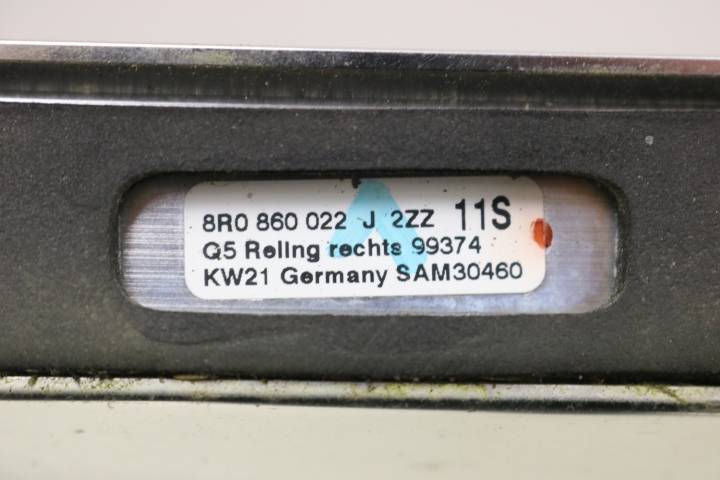 8R0 860 022 J 2ZZ 11S
Q5 Reling rechts 99374
KW21 Germany SAM30460